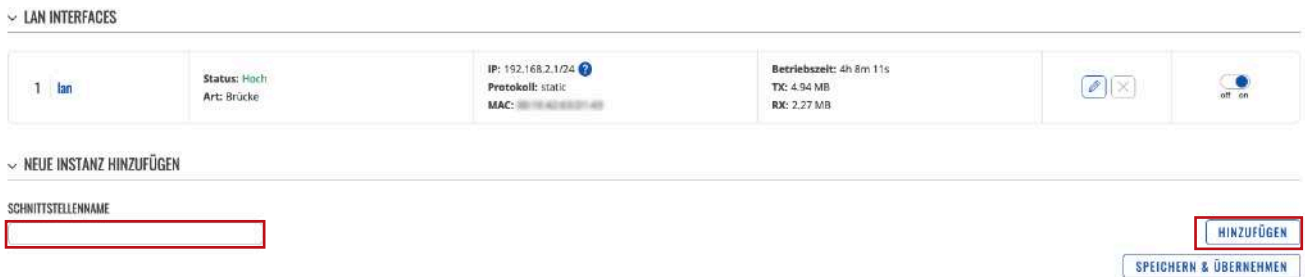 LAN INTERFACES
1 lan
Status: Hoch
Art: Brücke
IP: 192.168.2.1/24 ?
Protokoll: static
MAC:
Betriebszeit: 4h 8m 11s
TX: 4.94 MB
RX: 2.27 MB
off on
NEUE INSTANZ HINZUFÜGEN
SCHNITTSTELLENNAME
HINZUFÜGEN
SPEICHERN & ÜBERNEHMEN